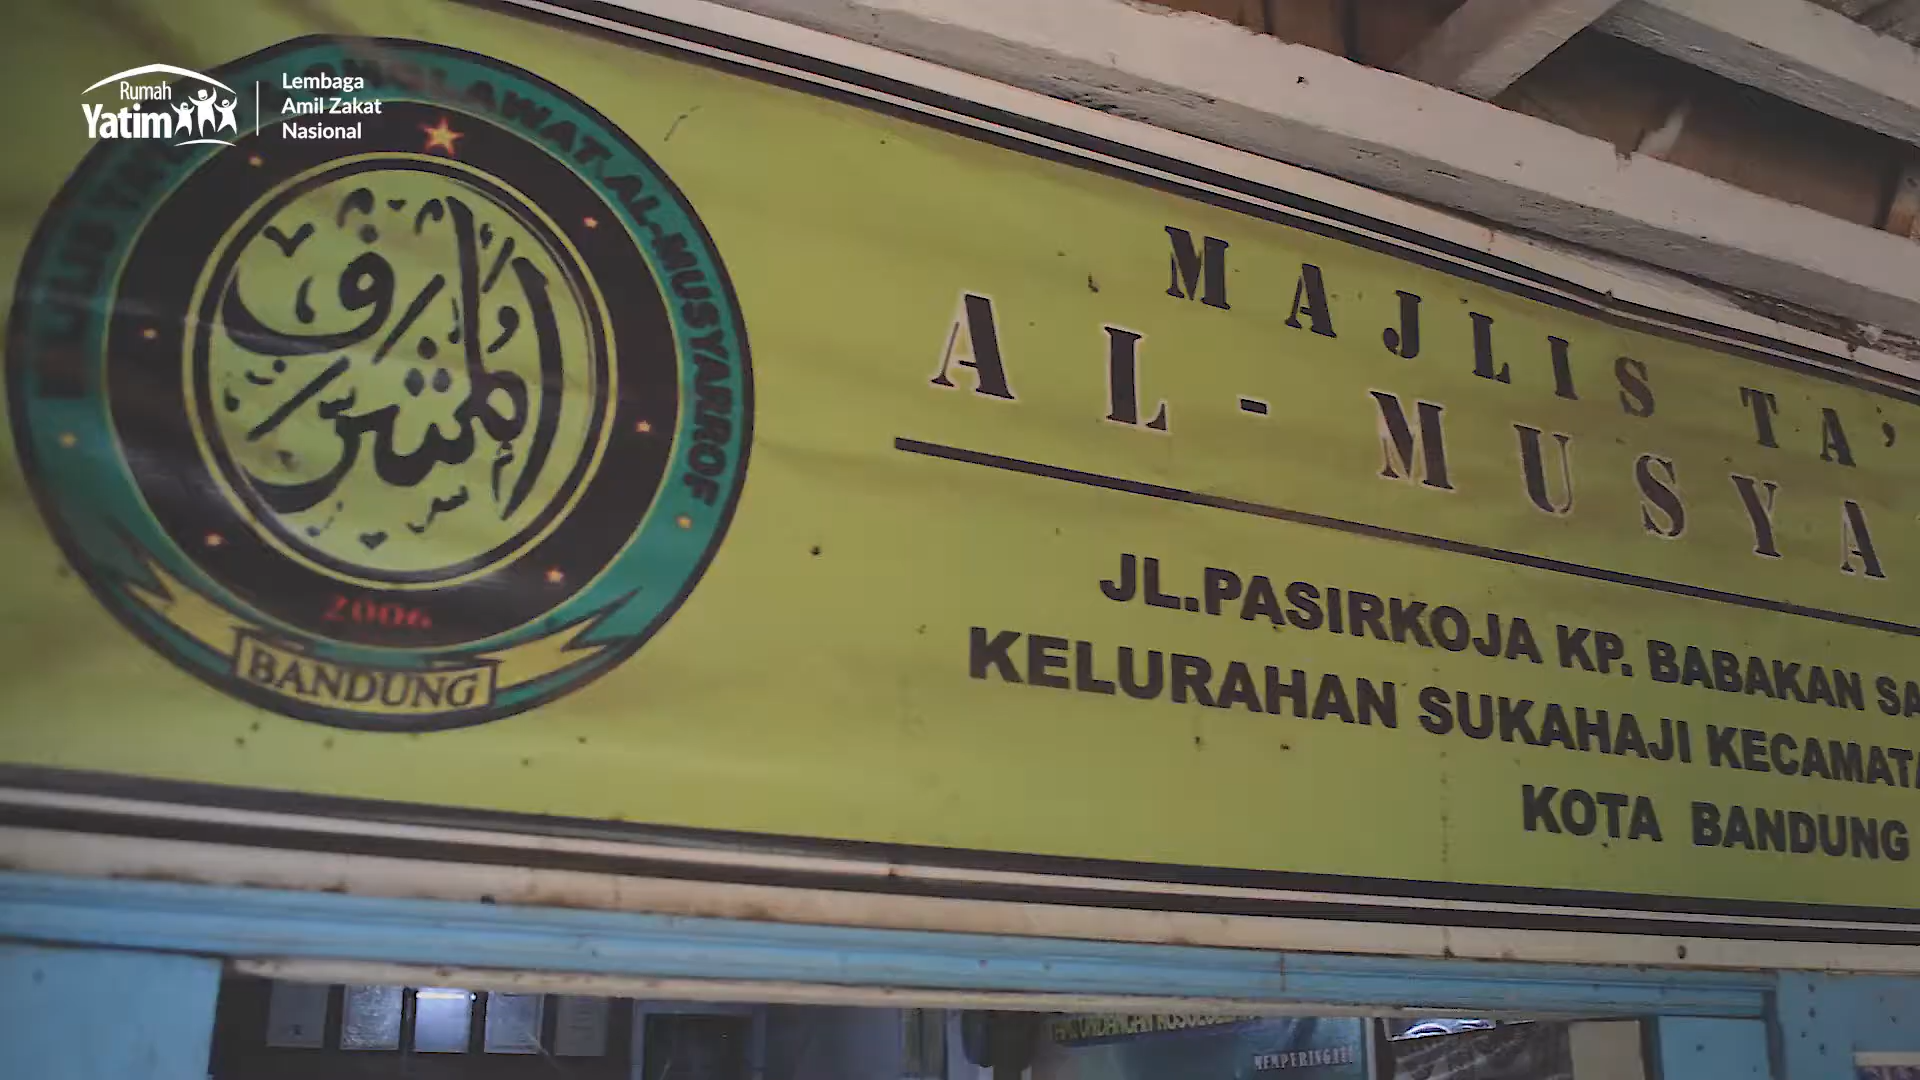 Rumah
Yatim
Lembaga
Amil Zakat
Nasional
AL-MUSYARROF
المشرف
2006
BANDUNG
MAJLIS TA'
AL-MUSYA
JL.PASIRKOJA KP. BABAKAN SA
KELURAHAN SUKAHAJI KECAMATA
KOTA BANDUNG
MEMPERINGATI